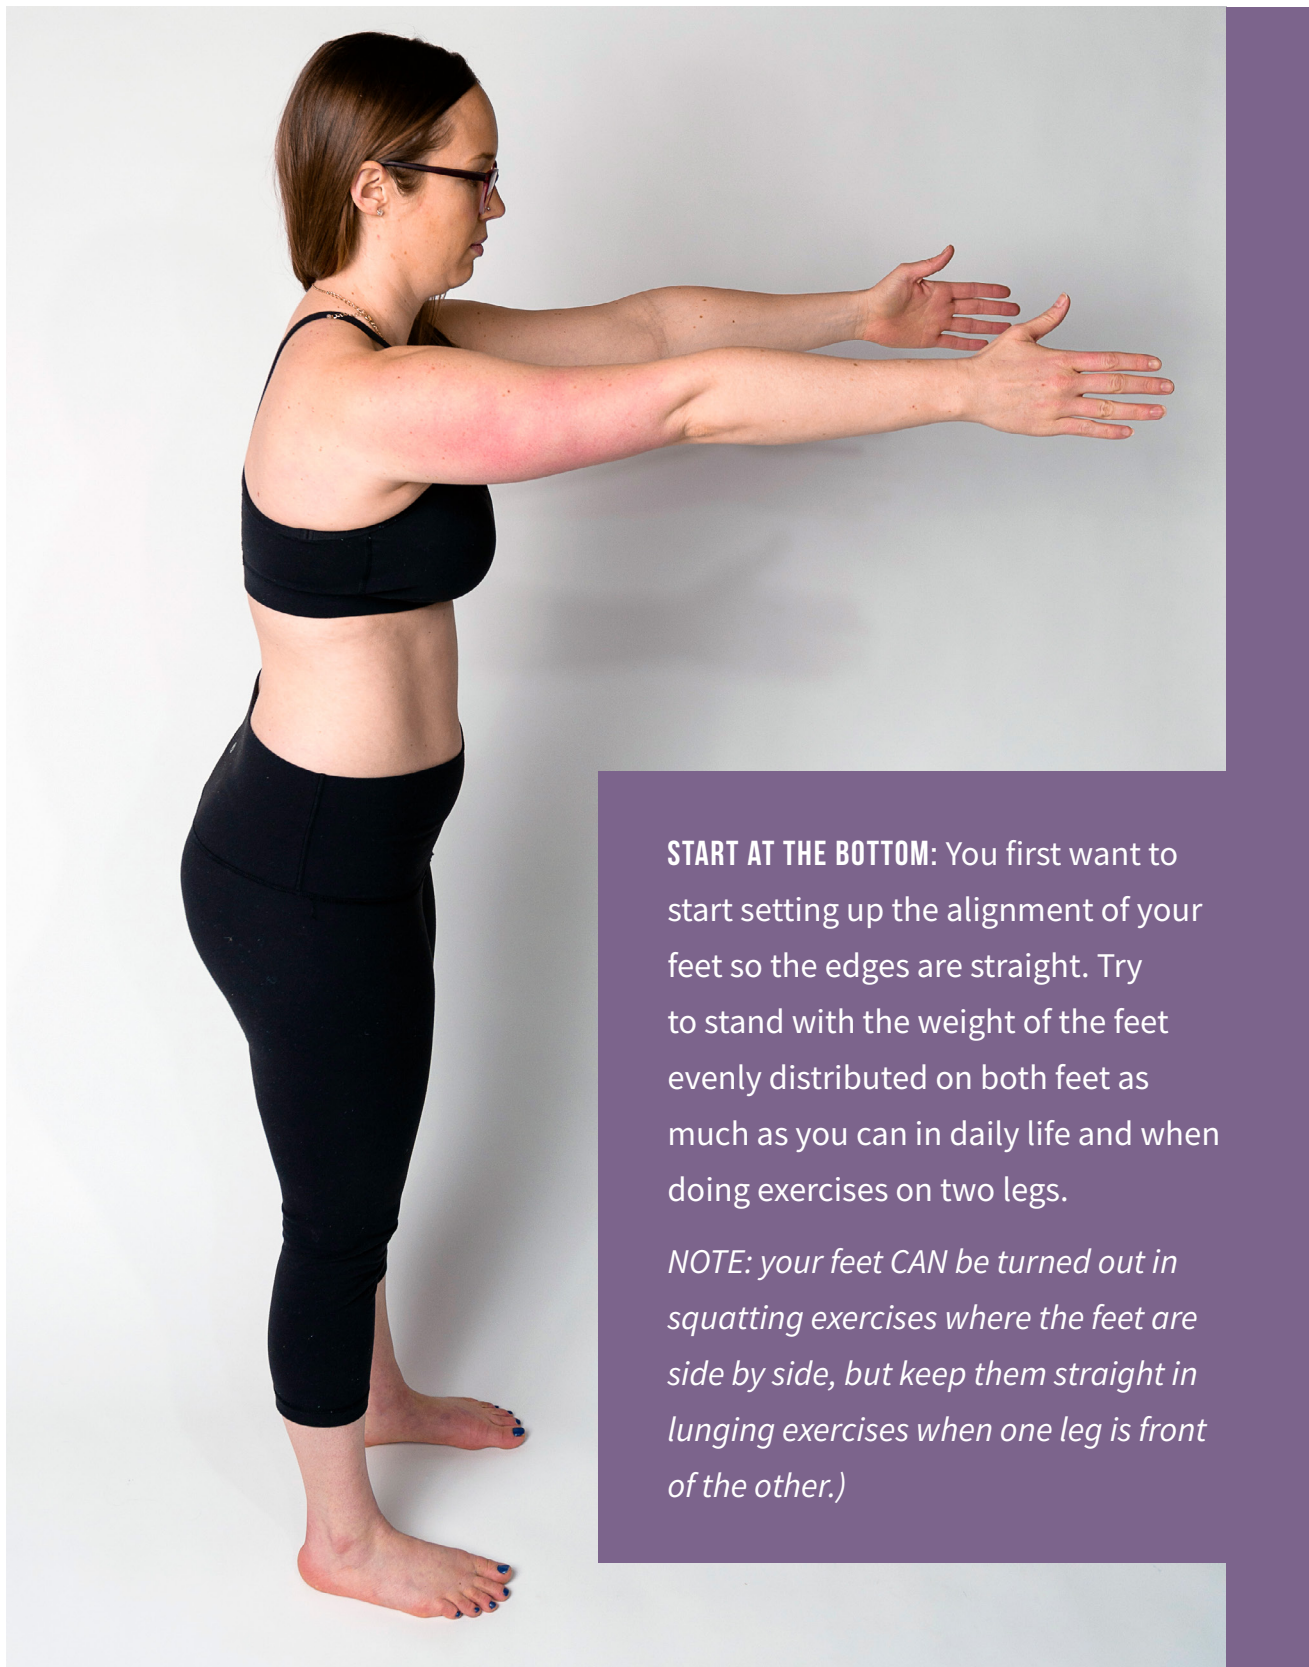 START AT THE BOTTOM: You first want to
start setting up the alignment of your
feet so the edges are straight. Try
to stand with the weight of the feet
evenly distributed on both feet as
much as you can in daily life and when
doing exercises on two legs.
NOTE: your feet CAN be turned out in
squatting exercises where the feet are
side by side, but keep them straight in
lunging exercises when one leg is front
of the other.)